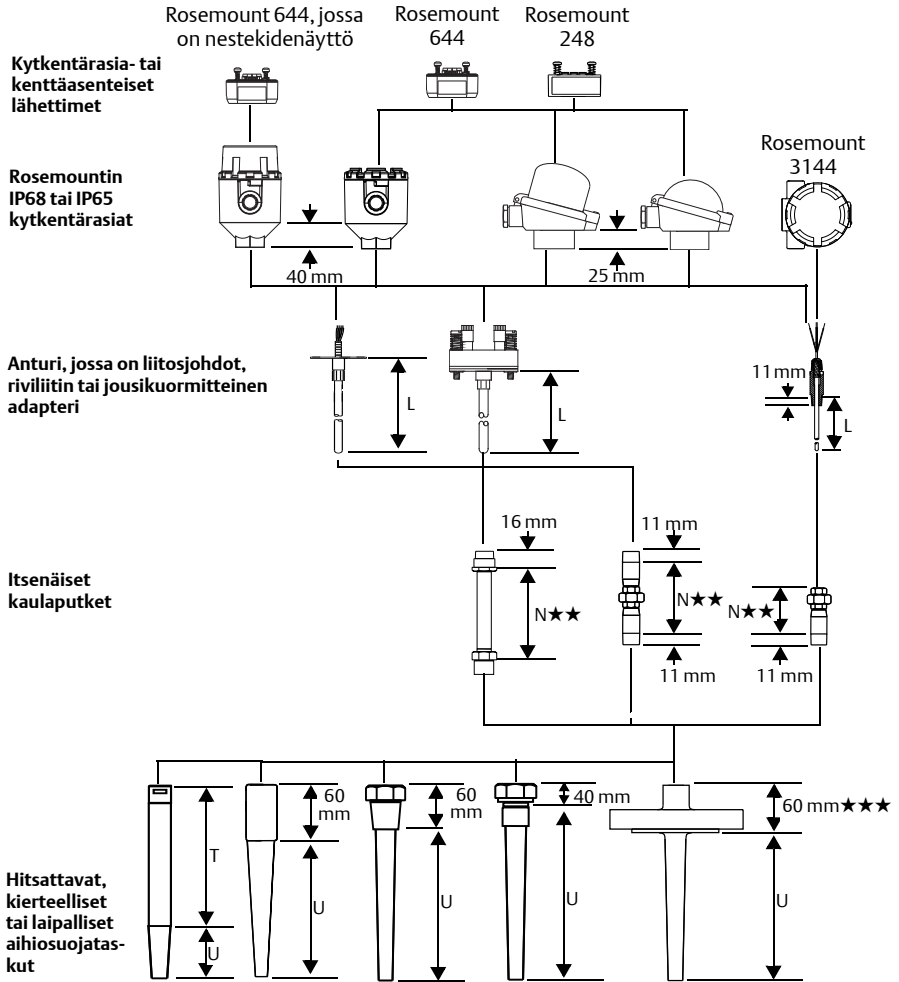 Rosemount 644, jossa
on nestekidenäyttö
Rosemount
644
Rosemount
248
Kytkentärasia- tai
kenttäasenteiset
lähettimet
Rosemount
3144
Rosemountin
IP68 tai IP65
kytkentärasiat
40 mm
25 mm
Anturi, jossa on liitosjohdot,
riviliitin tai jousikuormitteinen
adapteri
L
L
11 mm
L
16 mm
11 mm
Itsenäiset
kaulaputket
N★★
N★★
N★★
11 mm
11 mm
60
mm
60
mm
40 mm
60 mm★★★
T
U
U
U
U
U
Hitsattavat,
kierteelliset
tai laipalliset
aihiosuojatas-
kut